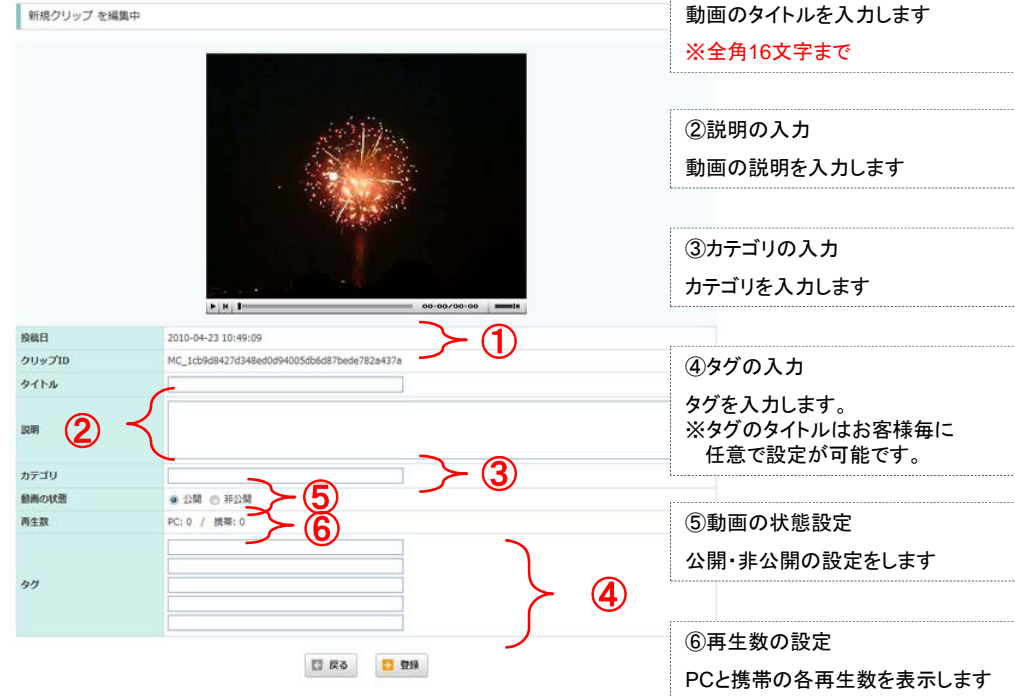 新規クリップ を編集中
00:00/00:00
投稿日
2010-04-23 10:49:09
①
クリップID
MC_1cb9d8427d348ed0d94005db6d87bede782a437a
タイトル
説明
②
カテゴリ
③
動画の状態
公開 非公開
⑤
再生数
PC: 0 / 携帯: 0
⑥
タグ
④
戻る
登録
動画のタイトルを入力します
※全角16文字まで
②説明の入力
動画の説明を入力します
③カテゴリの入力
カテゴリを入力します
④タグの入力
タグを入力します。
※タグのタイトルはお客様毎に
任意で設定が可能です。
⑤動画の状態設定
公開・非公開の設定をします
⑥再生数の設定
PCと携帯の各再生数を表示します